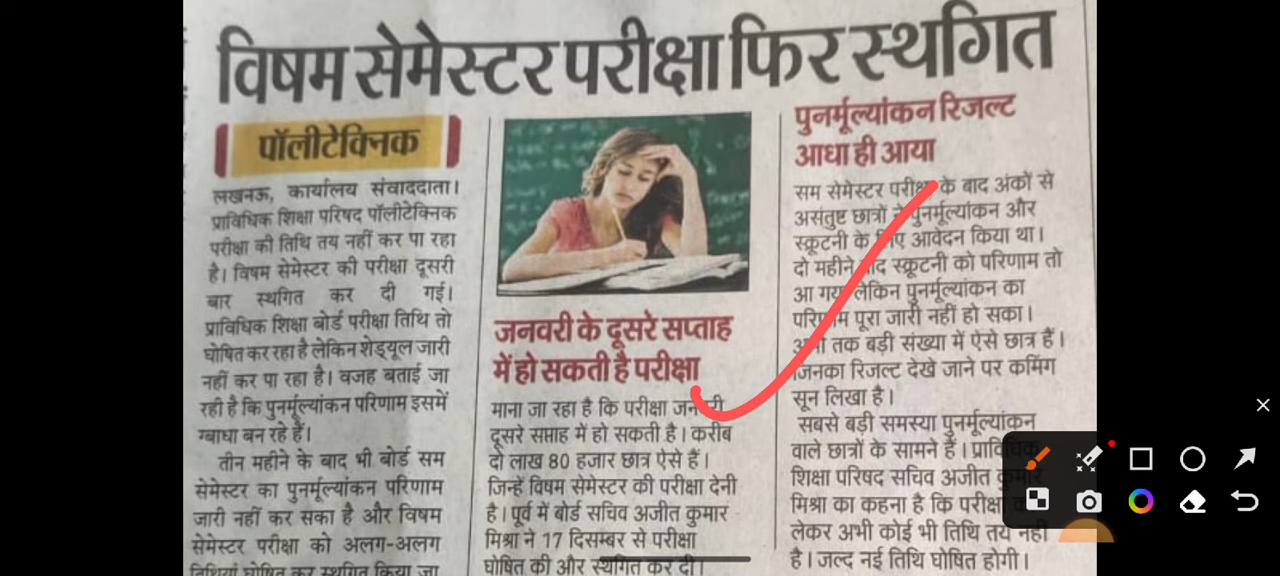 विषम सेमेस्टर परीक्षा फिर स्थगित
पॉलीटेक्निक
लखनऊ, कार्यालय संवाददाता।
प्राविधिक शिक्षा परिषद पॉलीटेक्निक
परीक्षा की तिथि तय नहीं कर पा रहा
है। विषम सेमेस्टर की परीक्षा दूसरी
बार स्थगित कर दी गई।
प्राविधिक शिक्षा बोर्ड परीक्षा तिथि तो
घोषित कर रहा है लेकिन शेड्यूल जारी
नहीं कर पा रहा है। वजह बताई जा
रही है कि पुनर्मूल्यांकन परिणाम इसमें
ग्बाधा बन रहे हैं।
तीन महीने के बाद भी बोर्ड सम
सेमेस्टर का पुनर्मूल्यांकन परिणाम
जारी नहीं कर सका है और विषम
सेमेस्टर परीक्षा को अलग-अलग
तिथियां घोषित कर स्थगित किया जा
जनवरी के दूसरे सप्ताह
में हो सकती है परीक्षा
माना जा रहा है कि परीक्षा
दूसरे सप्ताह में हो सकती है। करीब
दो लाख 80 हजार छात्र ऐसे हैं।
जिन्हें विषम सेमेस्टर की परीक्षा देनी
है। पूर्व में बोर्ड सचिव अजीत कुमार
मिश्रा ने 17 दिसम्बर से परीक्षा
घोषित की और स्थगित कर दी।
पुनर्मूल्यांकन रिजल्ट
आधा ही आया
सम सेमेस्टर परीक्षा के बाद अंकों से
असंतुष्ट छात्रों ने पुनर्मूल्यांकन और
स्क्रूटनी के लिए आवेदन किया था।
दो महीने बाद स्क्रूटनी को परिणाम तो
आ गया लेकिन पुनर्मूल्यांकन का
परिणाम पूरा जारी नहीं हो सका।
अभी तक बड़ी संख्या में ऐसे छात्र हैं।
जिनका रिजल्ट देखे जाने पर कमिंग
सून लिखा है।
सबसे बड़ी समस्या पुनर्मूल्यांकन
वाले छात्रों के सामने हैं। प्राविधिक
शिक्षा परिषद सचिव अजीत कुमार
मिश्रा का कहना है कि परीक्षा
लेकर अभी कोई भी तिथि तय नहीं
है। जल्द नई तिथि घोषित होगी।